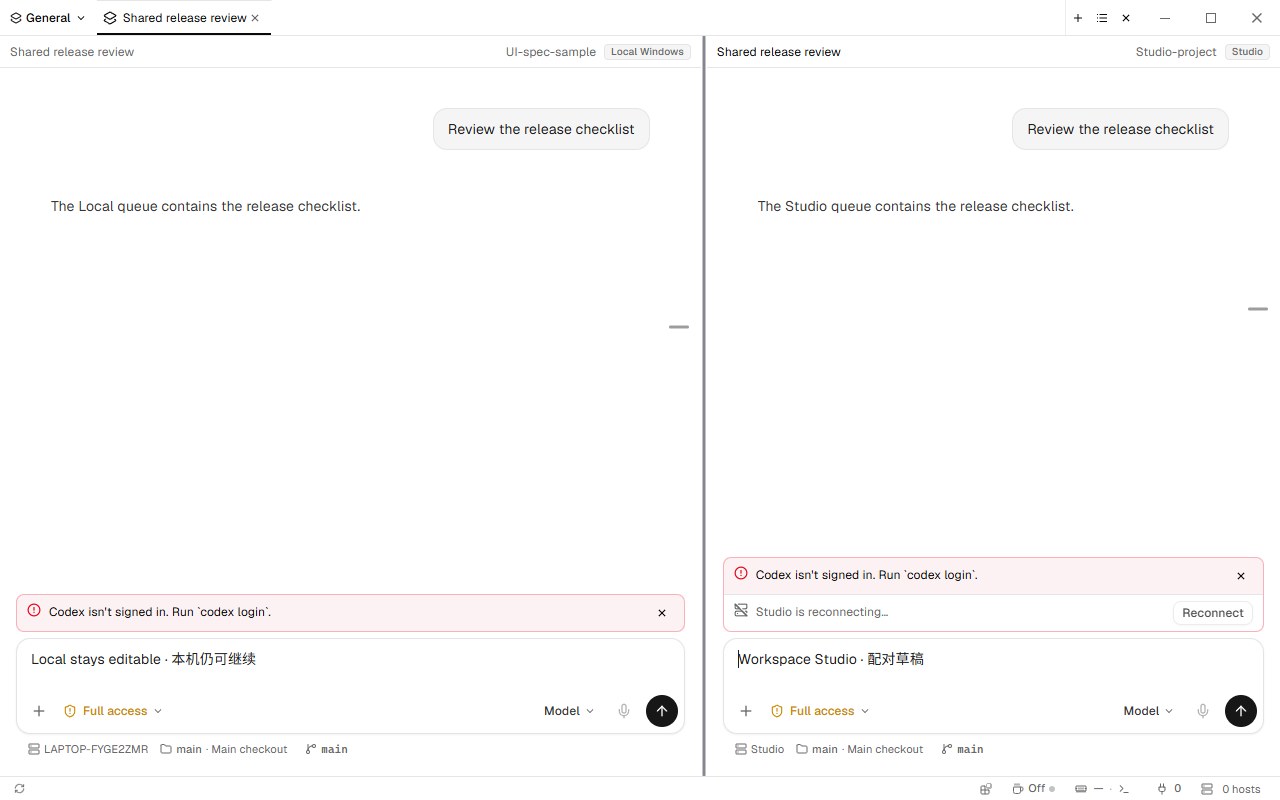 General
Shared release review
Shared release review
UI-spec-sample
Local Windows
Review the release checklist
The Local queue contains the release checklist.
Codex isn't signed in. Run `codex login`.
Local stays editable · 本机仍可继续
Full access
Model
LAPTOP-FYGE2ZMR
main · Main checkout
main
Shared release review
Studio-project
Studio
Review the release checklist
The Studio queue contains the release checklist.
Codex isn't signed in. Run `codex login`.
Studio is reconnecting…
Reconnect
Workspace Studio · 配对草稿
Full access
Model
Studio
main · Main checkout
main
Off
— ·
0
0 hosts